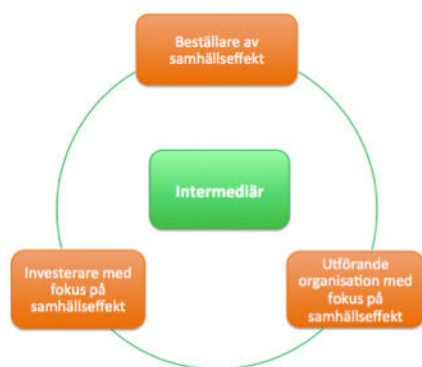 Beställare av
samhällseffekt
Intermediär
Investerare med
fokus på
samhällseffekt
Utförande
organisation med
fokus på
samhällseffekt